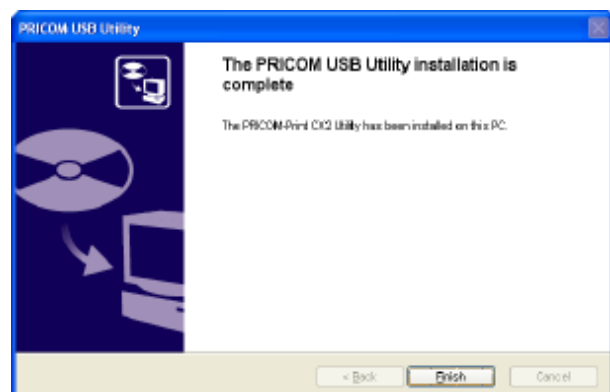 PRICOM USB Utility
The PRICOM USB Utility installation is
complete
The PRICOM-Print CX2 Utility has been installed on this PC.
< Back
Finish
Cancel